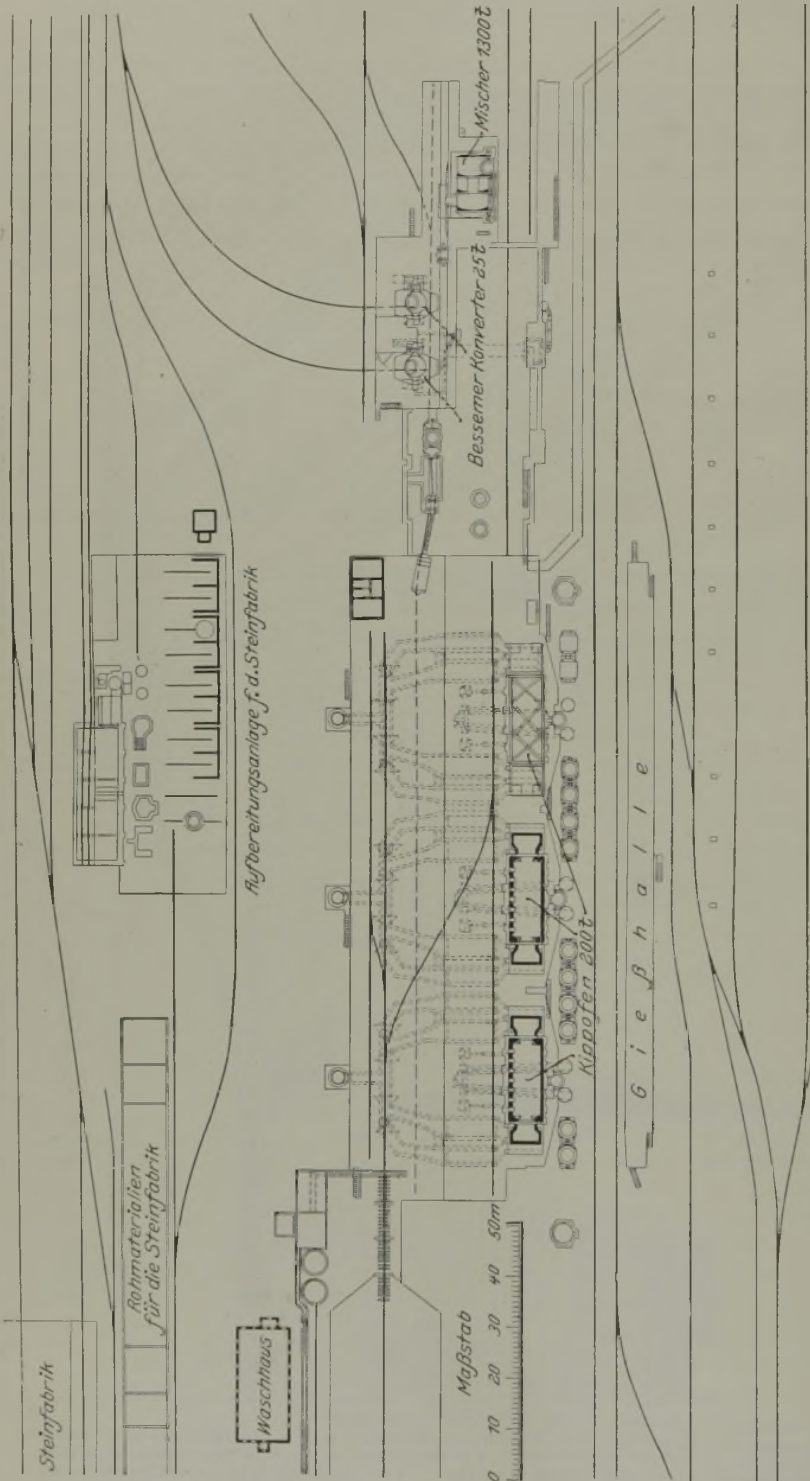 Steinfabrik
Rohmaterialien
für die Steinfabrik
Aufbereitungsanlage f. d. Steinfabrik
Waschhaus
Maßstab
0 10 20 30 40 50m
Kippofen 200t
Bessemer Konverter 25t
Mischer 1300t
Gießhalle